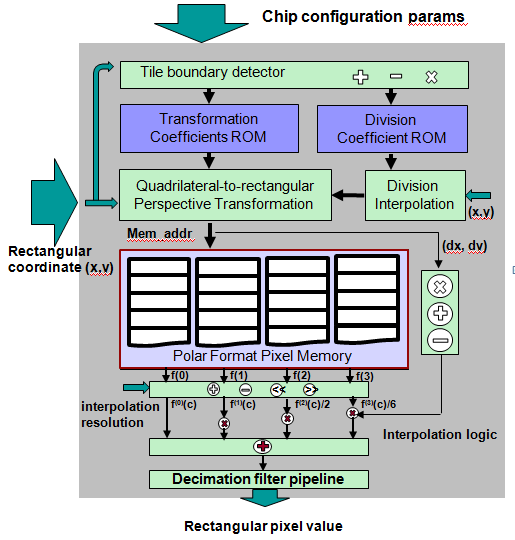 Chip configuration params
Tile boundary detector
Transformation
Coefficients ROM
Division
Coefficient ROM
Quadrilateral-to-rectangular
Perspective Transformation
Division
Interpolation
(x,y)
Rectangular
coordinate (x,y)
Mem_addr
(dx, dy)
Polar Format Pixel Memory
f(0) f(1) f(2) f(3)
interpolation
resolution
f(0)(c) f(1)(c) f(2)(c)/2 f(3)(c)/6
Interpolation logic
Decimation filter pipeline
Rectangular pixel value